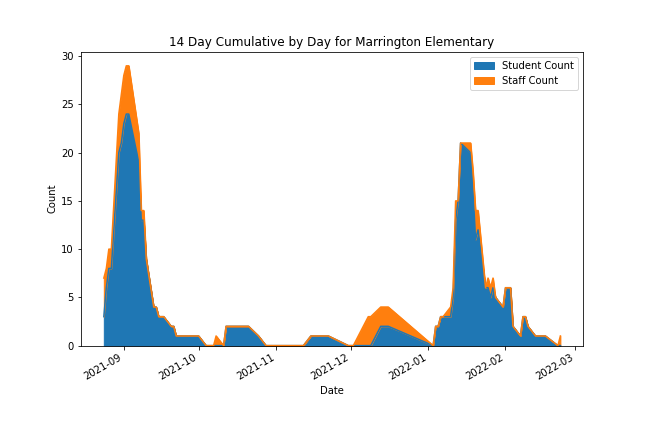 14 Day Cumulative by Day for Marrington Elementary
Student Count
Staff Count
30
25
20
15
10
5
0
Count
2021-09
2021-10
2021-11
2021-12
2022-01
2022-02
2022-03
Date